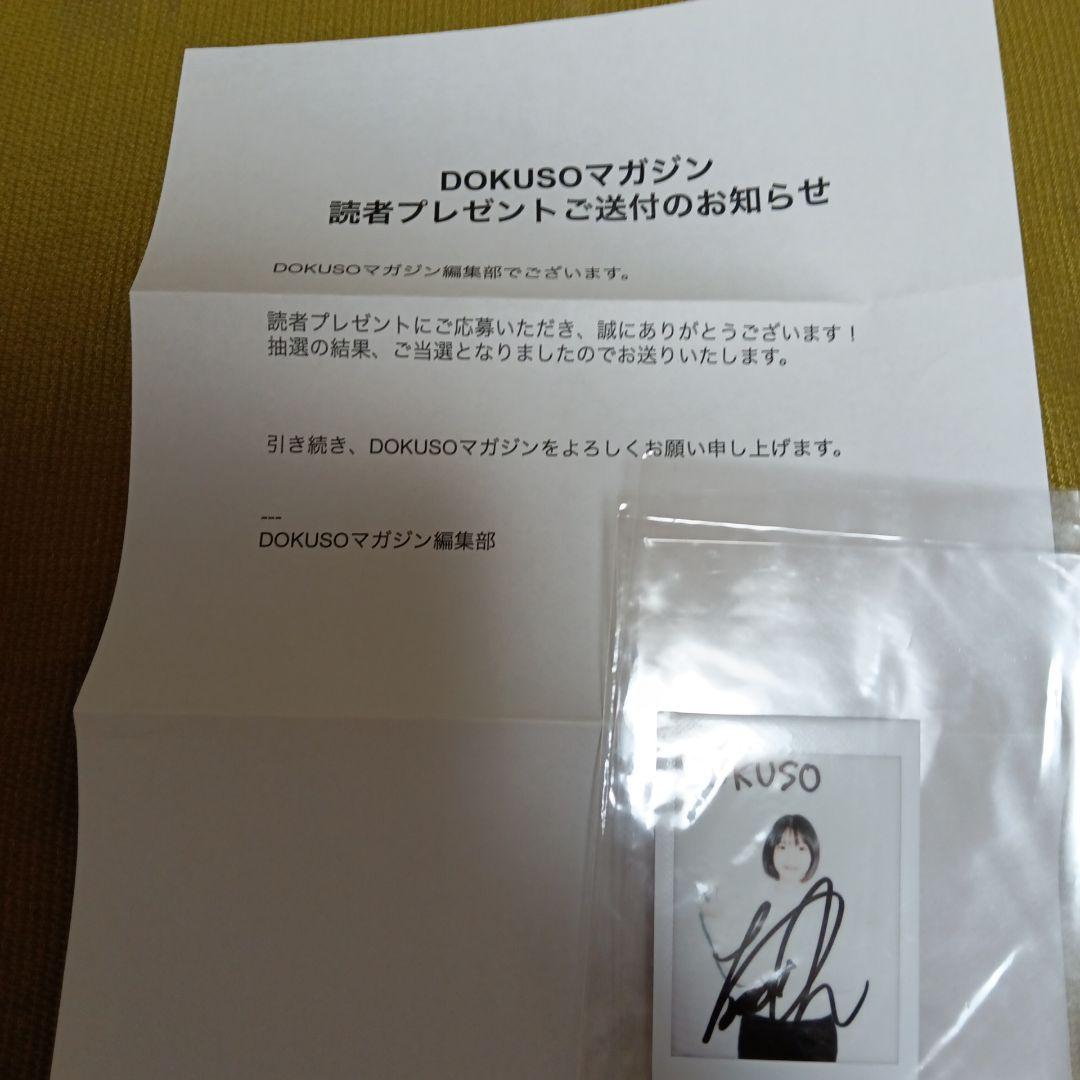 DOKUSOマガジン
読者プレゼントご送付のお知らせ
DOKUSOマガジン編集部でございます。
読者プレゼントにご応募いただき、誠にありがとうございます！
抽選の結果、ご当選となりましたのでお送りいたします。
引き続き、DOKUSOマガジンをよろしくお願い申し上げます。
---
DOKUSOマガジン編集部
KUSO